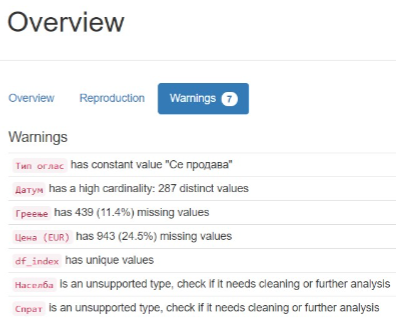 Overview
Overview Reproduction Warnings 7
Warnings
Тип оглас has constant value "Се продава"
Датум has a high cardinality: 287 distinct values
Греење has 439 (11.4%) missing values
Цена (EUR) has 943 (24.5%) missing values
df_index has unique values
Населба is an unsupported type, check if it needs cleaning or further analysis
Спрат is an unsupported type, check if it needs cleaning or further analysis